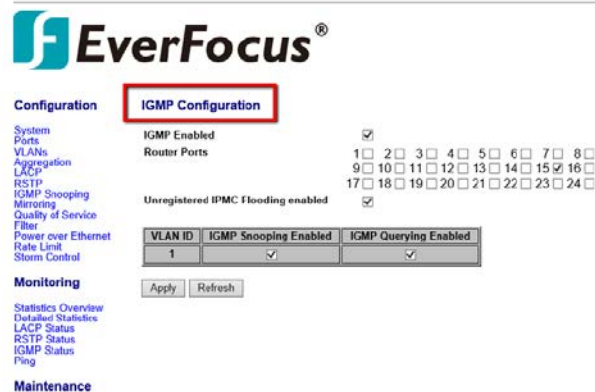 EverFocus®
Configuration
System
Ports
VLANs
Aggregation
LACP
RSTP
IGMP Snooping
Mirroring
Quality of Service
Filter
Power over Ethernet
Rate Limit
Storm Control
Monitoring
Statistics Overview
Detailed Statistics
LACP Status
RSTP Status
IGMP Status
Ping
Maintenance
IGMP Configuration
IGMP Enabled
Router Ports
1 2 3 4 5 6 7 8
9 10 11 12 13 14 15 16
17 18 19 20 21 22 23 24
Unregistered IPMC Flooding enabled
VLAN ID IGMP Snooping Enabled IGMP Querying Enabled
1
Apply Refresh